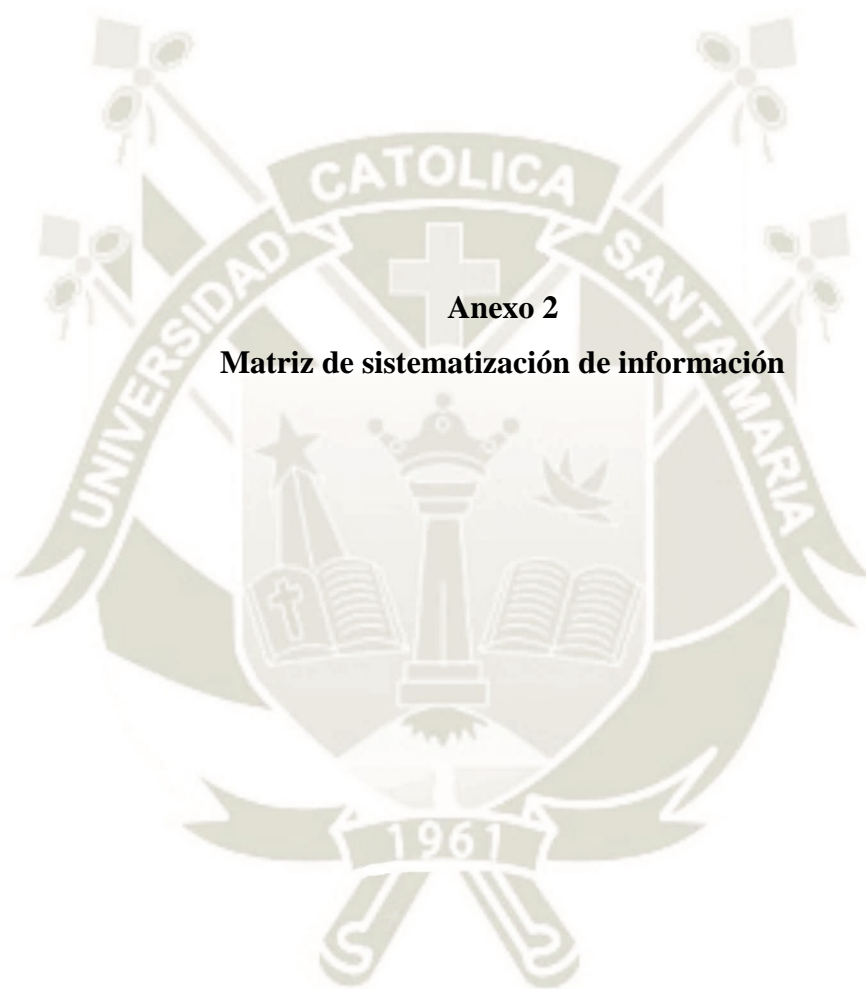 CATOLICA
UNIVERSIDAD
SANTA MARIA
Anexo 2
Matriz de sistematización de información
1961